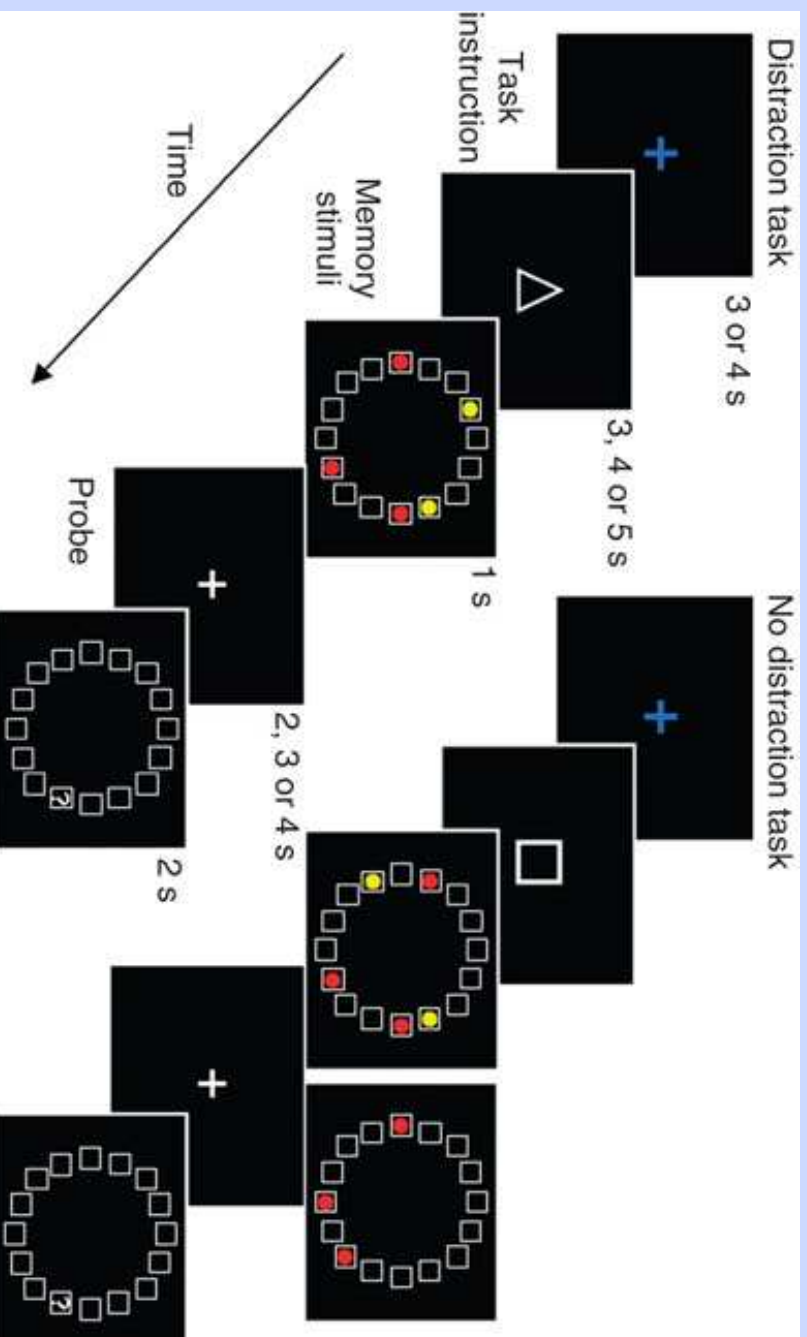 Distraction task
3 or 4 s
No distraction task
Task
instruction
3, 4 or 5 s
Memory
stimuli
1 s
Time
2, 3 or 4 s
Probe
?
2 s
?